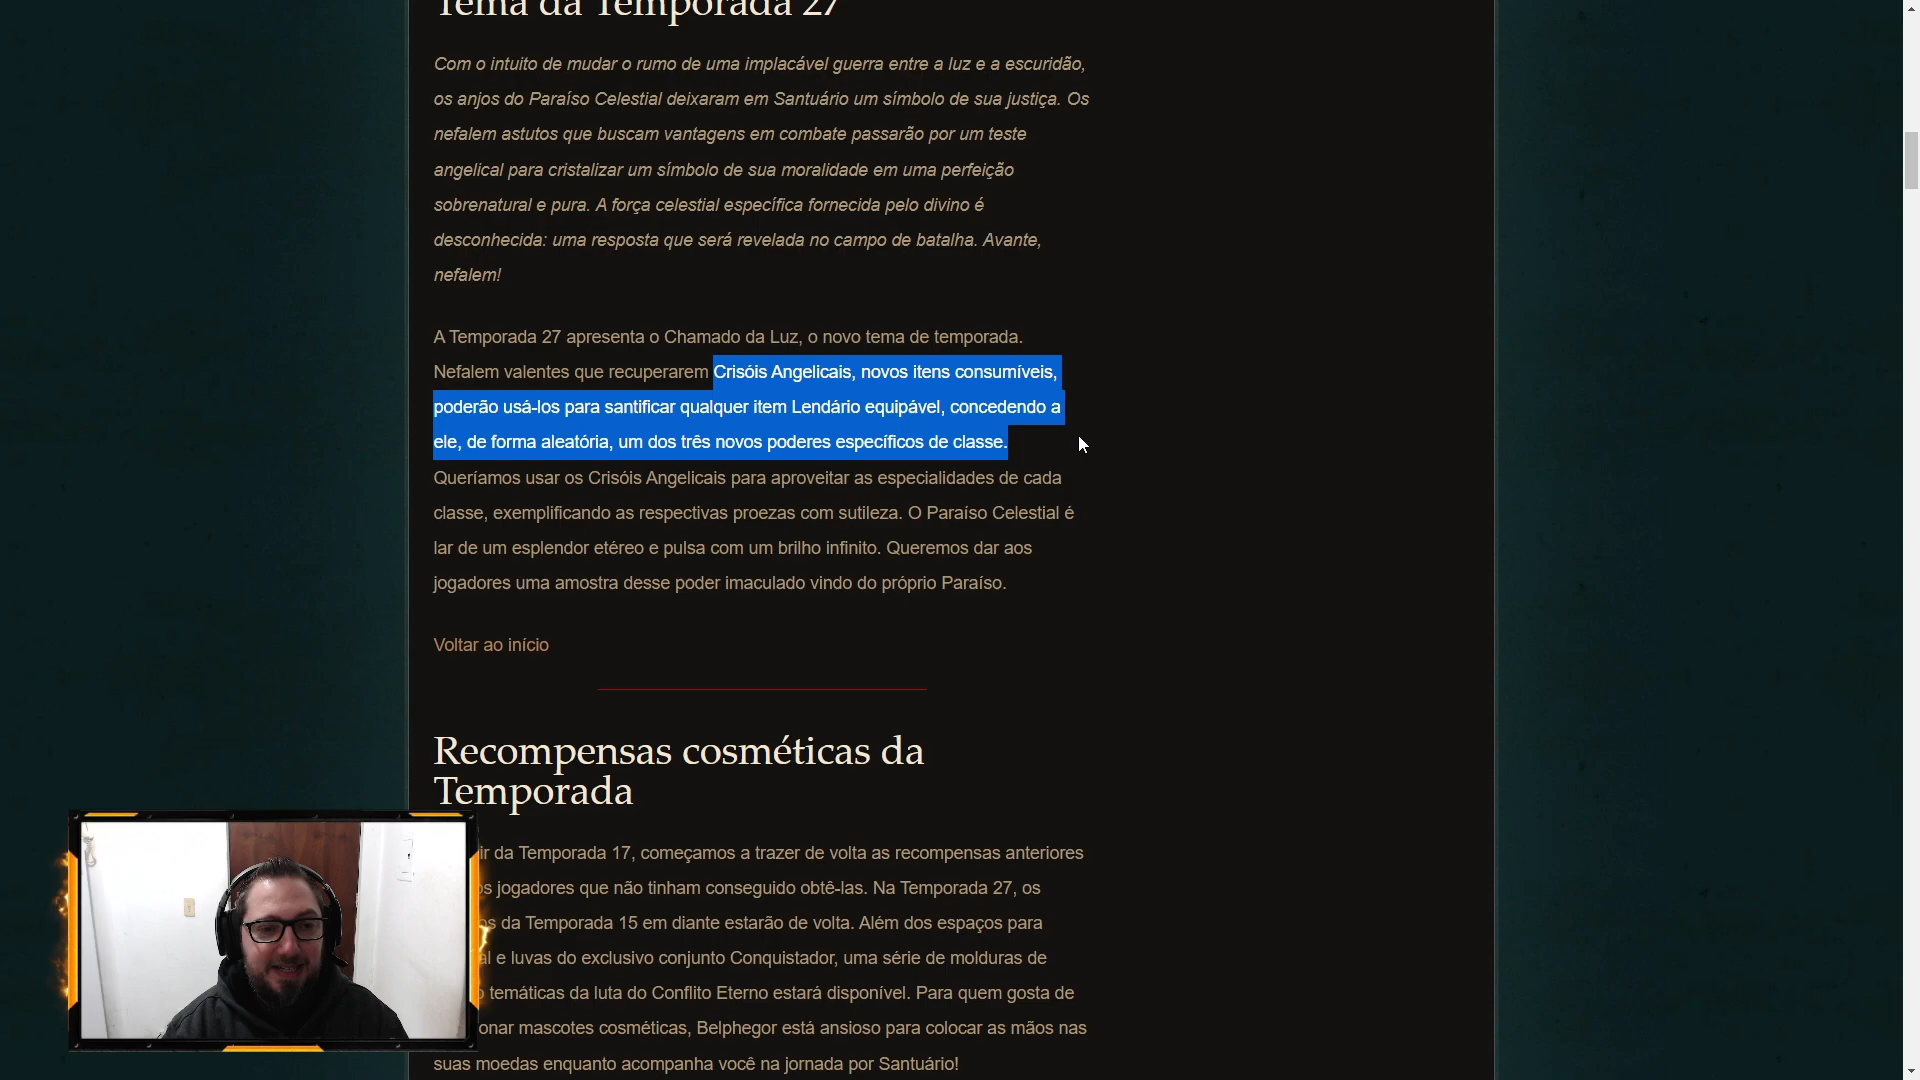 Tema da Temporada 27
Com o intuito de mudar o rumo de uma implacável guerra entre a luz e a escuridão,
os anjos do Paraíso Celestial deixaram em Santuário um símbolo de sua justiça. Os
nefalem astutos que buscam vantagens em combate passarão por um teste
angelical para cristalizar um símbolo de sua moralidade em uma perfeição
sobrenatural e pura. A força celestial específica fornecida pelo divino é
desconhecida: uma resposta que será revelada no campo de batalha. Avante,
nefalem!
A Temporada 27 apresenta o Chamado da Luz, o novo tema de temporada.
Nefalem valentes que recuperarem Crisóis Angelicais, novos itens consumíveis,
poderão usá-los para santificar qualquer item Lendário equipável, concedendo a
ele, de forma aleatória, um dos três novos poderes específicos de classe.
Queríamos usar os Crisóis Angelicais para aproveitar as especialidades de cada
classe, exemplificando as respectivas proezas com sutileza. O Paraíso Celestial é
lar de um esplendor etéreo e pulsa com um brilho infinito. Queremos dar aos
jogadores uma amostra desse poder imaculado vindo do próprio Paraíso.
Voltar ao início
Recompensas cosméticas da
Temporada
da Temporada 17, começamos a trazer de volta as recompensas anteriores
jogadores que não tinham conseguido obtê-las. Na Temporada 27, os
da Temporada 15 em diante estarão de volta. Além dos espaços para
e luvas do exclusivo conjunto Conquistador, uma série de molduras de
temáticas da luta do Conflito Eterno estará disponível. Para quem gosta de
mascotes cosméticas, Belphegor está ansioso para colocar as mãos nas
suas moedas enquanto acompanha você na jornada por Santuário!